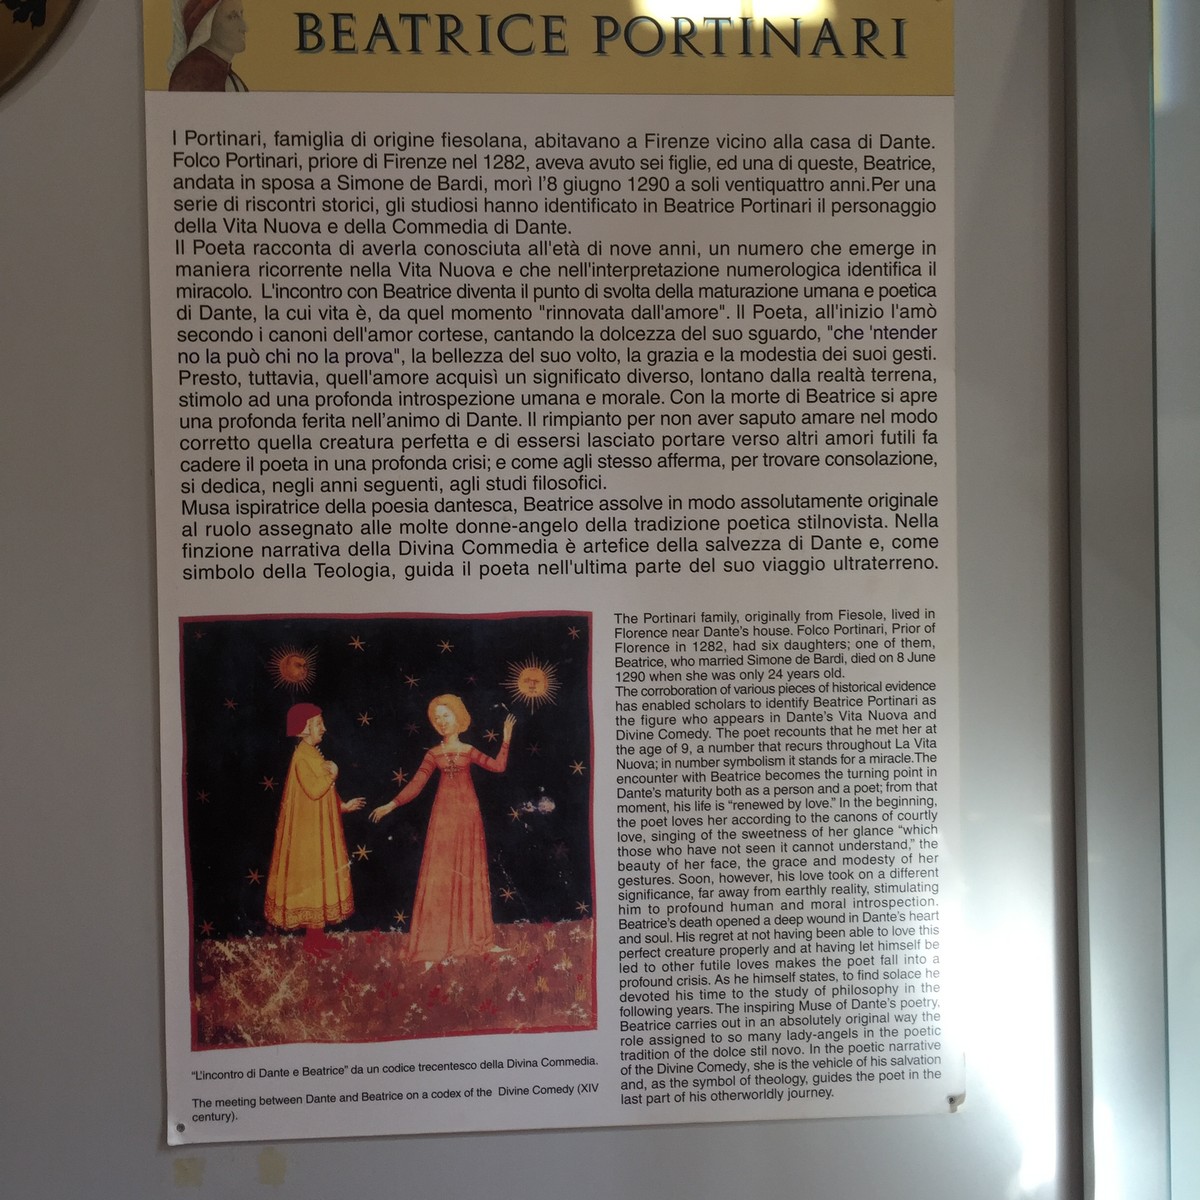 BEATRICE PORTINARI
I Portinari, famiglia di origine fiesolana, abitavano a Firenze vicino alla casa di Dante.
Folco Portinari, priore di Firenze nel 1282, aveva avuto sei figlie, ed una di queste, Beatrice,
andata in sposa a Simone de Bardi, morì l'8 giugno 1290 a soli ventiquattro anni.Per una
serie di riscontri storici, gli studiosi hanno identificato in Beatrice Portinari il personaggio
della Vita Nuova e della Commedia di Dante.
Il Poeta racconta di averla conosciuta all'età di nove anni, un numero che emerge in
maniera ricorrente nella Vita Nuova e che nell'interpretazione numerologica identifica il
miracolo. L'incontro con Beatrice diventa il punto di svolta della maturazione umana e poetica
di Dante, la cui vita è, da quel momento "rinnovata dall'amore". Il Poeta, all'inizio l'amò
secondo i canoni dell'amor cortese, cantando la dolcezza del suo sguardo, "che 'ntender
no la può chi no la prova", la bellezza del suo volto, la grazia e la modestia dei suoi gesti.
Presto, tuttavia, quell'amore acquisì un significato diverso, lontano dalla realtà terrena,
stimolo ad una profonda introspezione umana e morale. Con la morte di Beatrice si apre
una profonda ferita nell'animo di Dante. Il rimpianto per non aver saputo amare nel modo
corretto quella creatura perfetta e di essersi lasciato portare verso altri amori futili fa
cadere il poeta in una profonda crisi; e come agli stesso afferma, per trovare consolazione,
si dedica, negli anni seguenti, agli studi filosofici.
Musa ispiratrice della poesia dantesca, Beatrice assolve in modo assolutamente originale
al ruolo assegnato alle molte donne-angelo della tradizione poetica stilnovista. Nella
finzione narrativa della Divina Commedia è artefice della salvezza di Dante e, come
simbolo della Teologia, guida il poeta nell'ultima parte del suo viaggio ultraterreno.
"L'incontro di Dante e Beatrice" da un codice trecentesco della Divina Commedia.
The meeting between Dante and Beatrice on a codex of the Divine Comedy (XIV
century).
The Portinari family, originally from Fiesole, lived in
Florence near Dante's house. Folco Portinari, Prior of
Florence in 1282, had six daughters; one of them,
Beatrice, who married Simone de Bardi, died on 8 June
1290 when she was only 24 years old.
The corroboration of various pieces of historical evidence
has enabled scholars to identify Beatrice Portinari as
the figure who appears in Dante's Vita Nuova and
Divine Comedy. The poet recounts that he met her at
the age of 9, a number that recurs throughout La Vita
Nuova; in number symbolism it stands for a miracle.The
encounter with Beatrice becomes the turning point in
Dante's maturity both as a person and a poet; from that
moment, his life is "renewed by love." In the beginning,
the poet loves her according to the canons of courtly
love, singing of the sweetness of her glance "which
those who have not seen it cannot understand," the
beauty of her face, the grace and modesty of her
gestures. Soon, however, his love took on a different
significance, far away from earthly reality, stimulating
him to profound human and moral introspection.
Beatrice's death opened a deep wound in Dante's heart
and soul. His regret at not having been able to love this
perfect creature properly and at having let himself be
led to other futile loves makes the poet fall into a
profound crisis. As he himself states, to find solace he
devoted his time to the study of philosophy in the
following years. The inspiring Muse of Dante's poetry,
Beatrice carries out in an absolutely original way the
role assigned to so many lady-angels in the poetic
tradition of the dolce stil novo. In the poetic narrative
of the Divine Comedy, she is the vehicle of his salvation
and, as the symbol of theology, guides the poet in the
last part of his otherworldly journey.